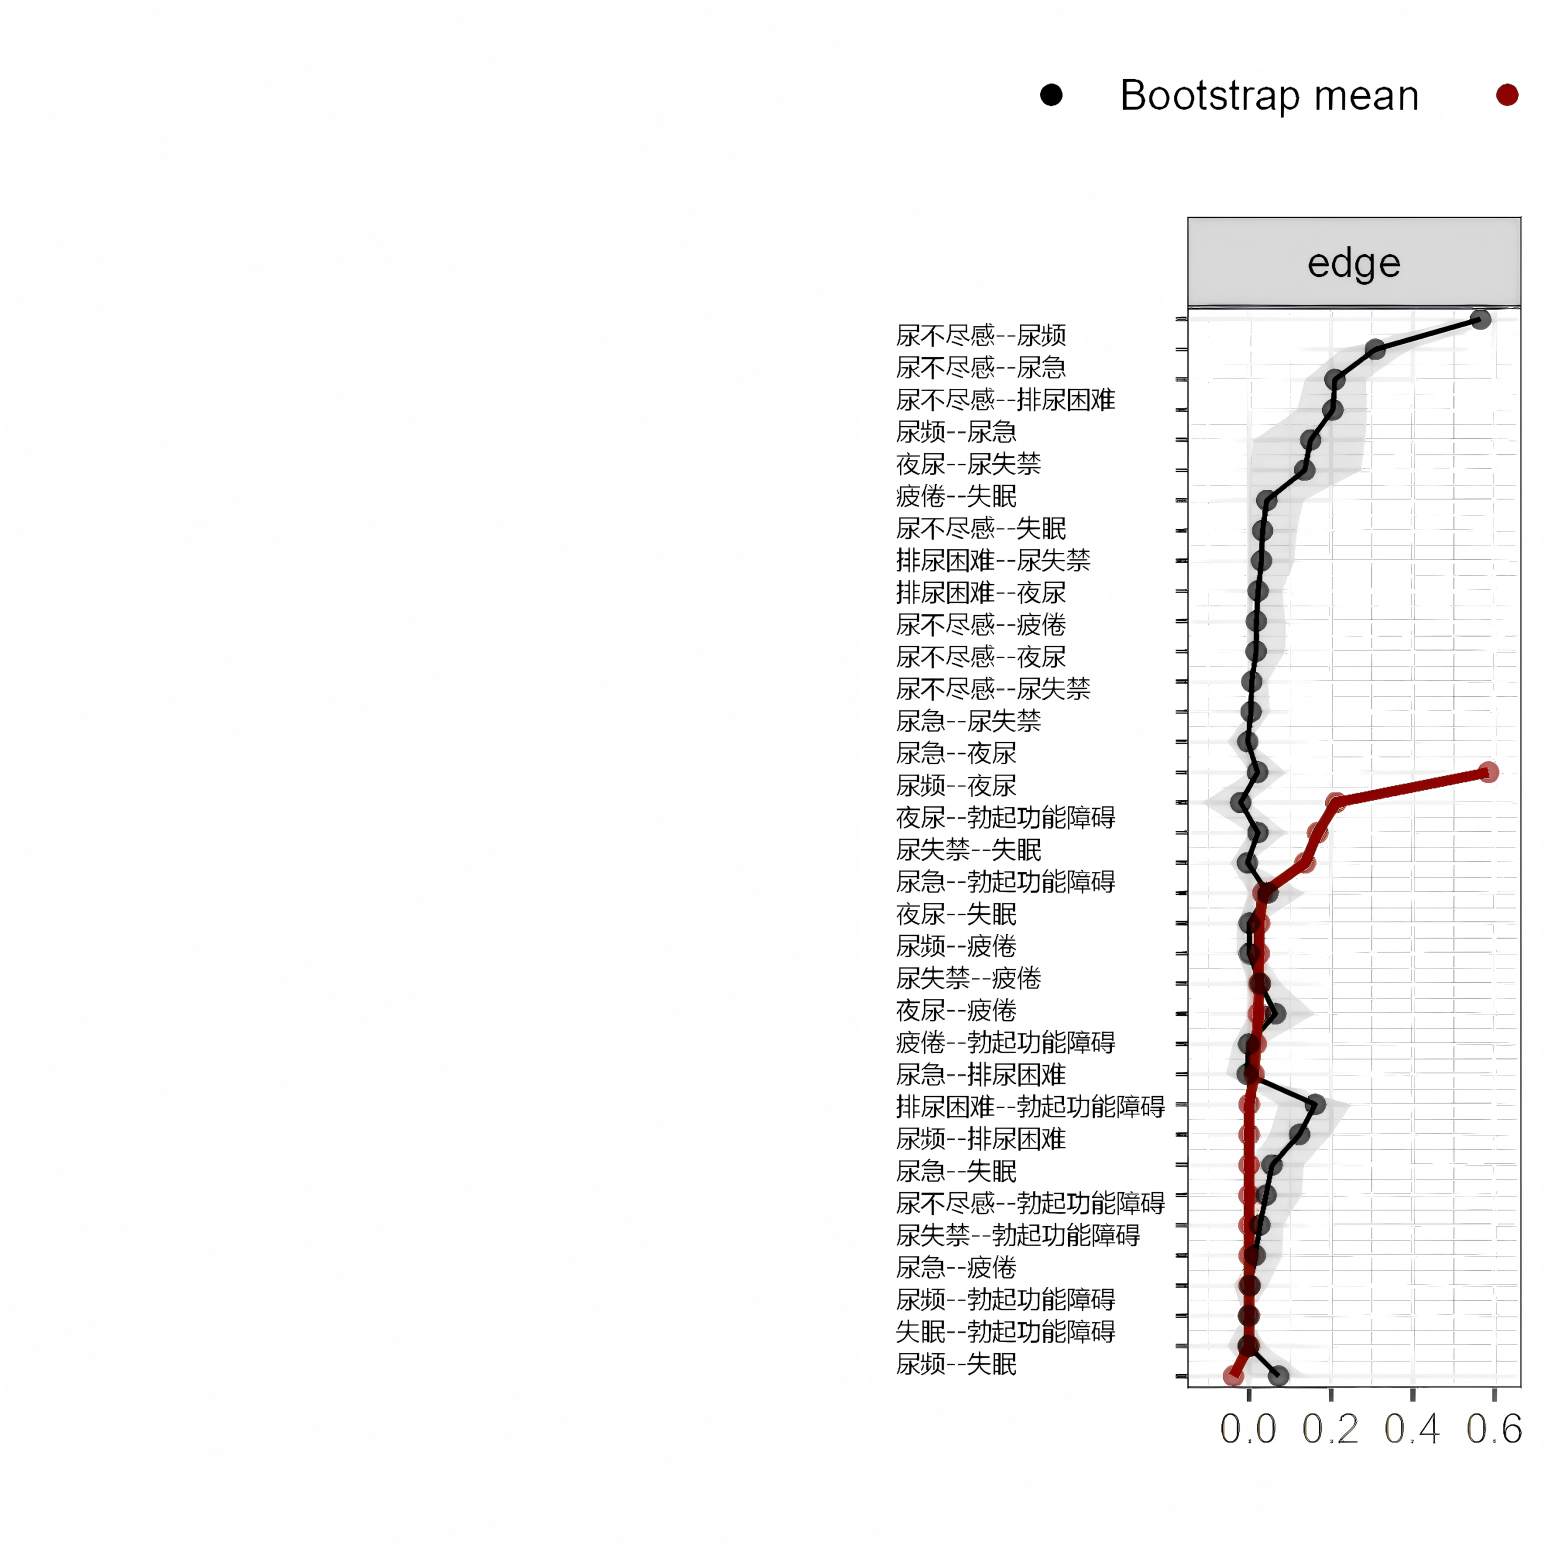 Bootstrap mean
edge
尿不尽感--尿频
尿不尽感--尿急
尿不尽感--排尿困难
尿频--尿急
夜尿--尿失禁
疲倦--失眠
尿不尽感--失眠
排尿困难--尿失禁
排尿困难--夜尿
尿不尽感--疲倦
尿不尽感--夜尿
尿不尽感--尿失禁
尿急--尿失禁
尿急--夜尿
尿频--夜尿
夜尿--勃起功能障碍
尿失禁--失眠
尿急--勃起功能障碍
夜尿--失眠
尿频--疲倦
尿失禁--疲倦
夜尿--疲倦
疲倦--勃起功能障碍
尿急--排尿困难
排尿困难--勃起功能障碍
尿频--排尿困难
尿急--失眠
尿不尽感--勃起功能障碍
尿失禁--勃起功能障碍
尿急--疲倦
尿频--勃起功能障碍
失眠--勃起功能障碍
尿频--失眠
0.0 0.2 0.4 0.6